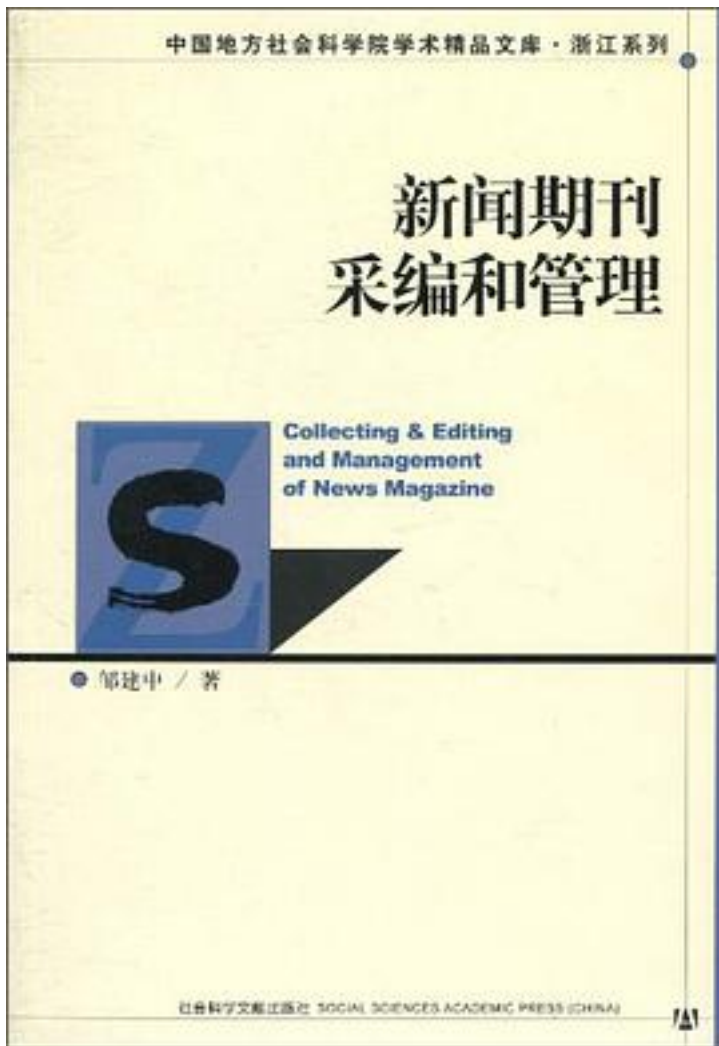 中国地方社会科学院学术精品文库·浙江系列
新闻期刊
采编和管理
Collecting & Editing
and Management
of News Magazine
S
Z
邹建中 / 著
社会科学文献出版社 SOCIAL SCIENCES ACADEMIC PRESS (CHINA)